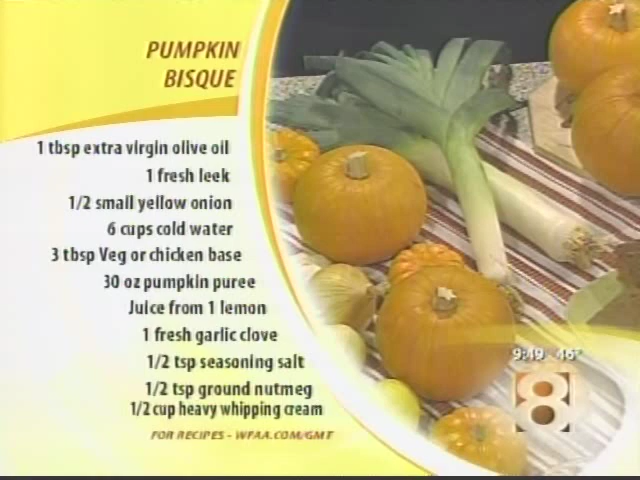 PUMPKIN
BISQUE
1 tbsp extra virgin olive oil
1 fresh leek
1/2 small yellow onion
6 cups cold water
3 tbsp Veg or chicken base
30 oz pumpkin puree
Juice from 1 lemon
1 fresh garlic clove
1/2 tsp seasoning salt
1/2 tsp ground nutmeg
1/2 cup heavy whipping cream
FOR RECIPES - WFAA.COM/GMT
9:49 46°
8